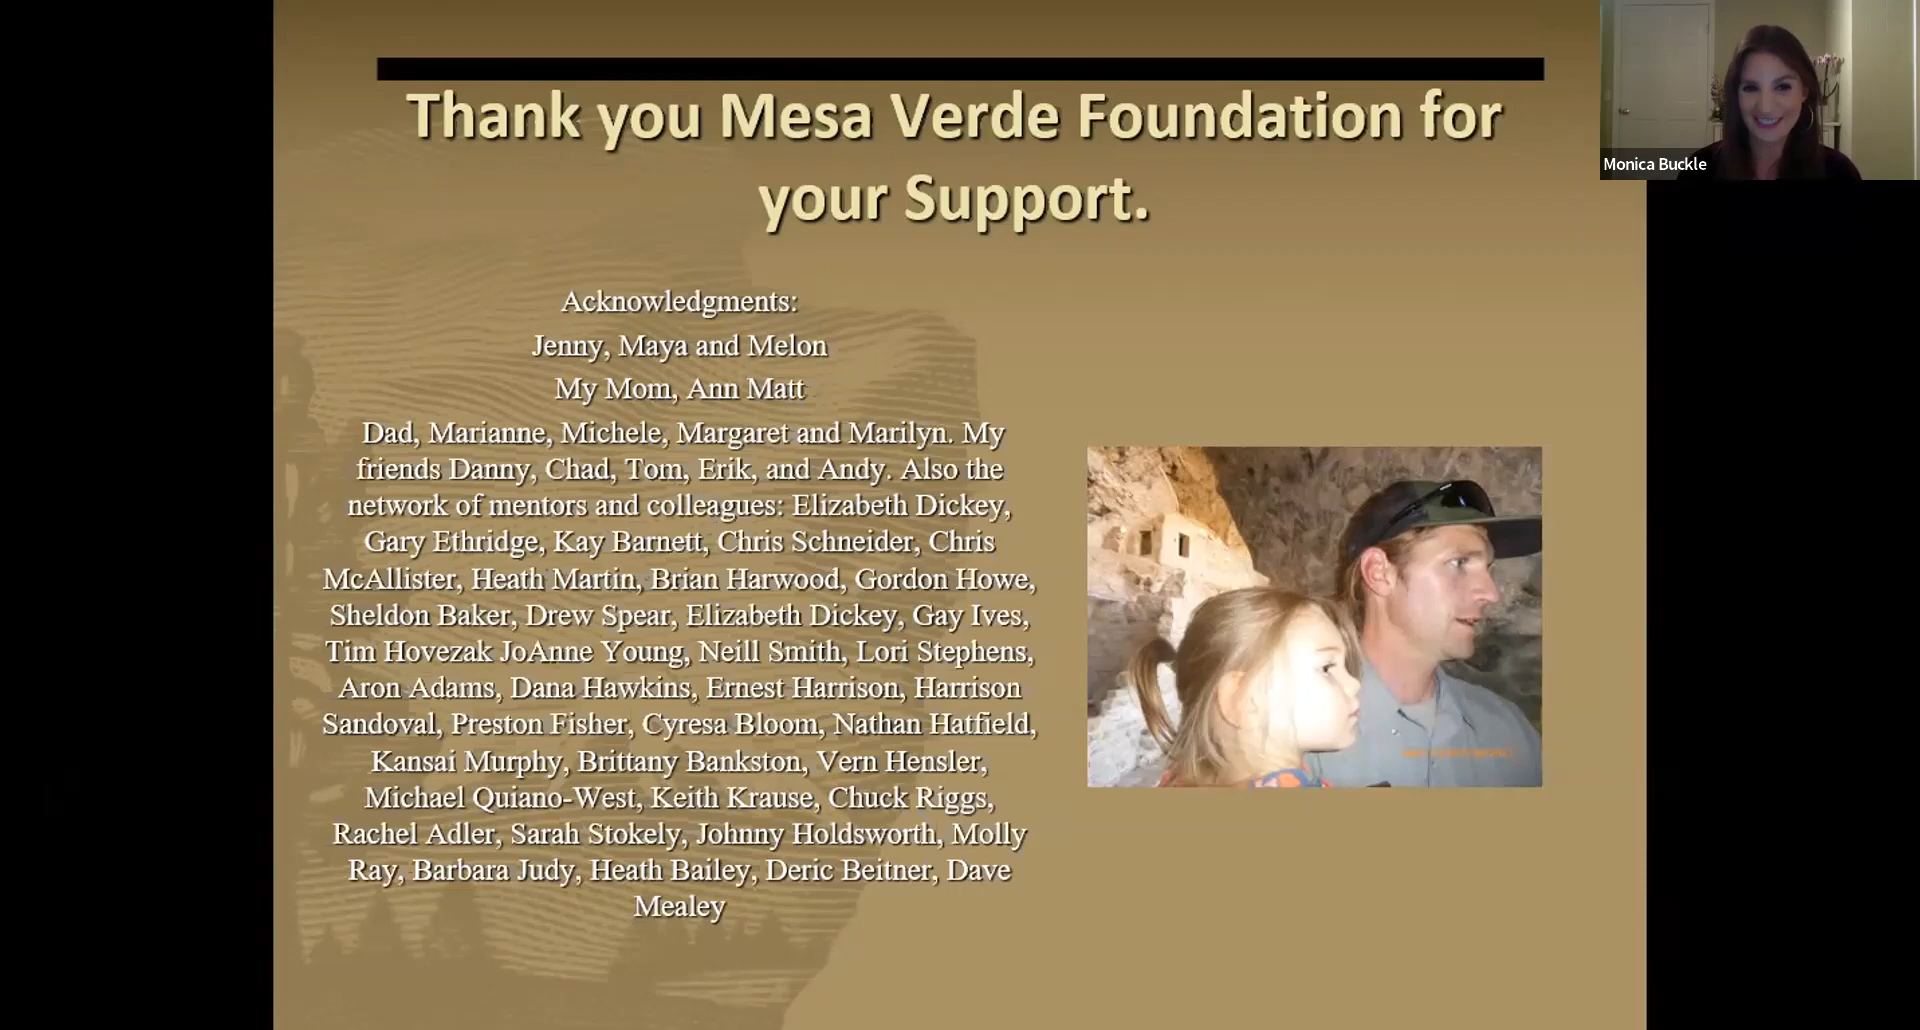 Thank you Mesa Verde Foundation for
your Support.
Monica Buckle
Acknowledgments:
Jenny, Maya and Melon
My Mom, Ann Matt
Dad, Marianne, Michele, Margaret and Marilyn. My
friends Danny, Chad, Tom, Erik, and Andy. Also the
network of mentors and colleagues: Elizabeth Dickey,
Gary Ethridge, Kay Barnett, Chris Schneider, Chris
McAllister, Heath Martin, Brian Harwood, Gordon Howe,
Sheldon Baker, Drew Spear, Elizabeth Dickey, Gay Ives,
Tim Hovezak JoAnne Young, Neill Smith, Lori Stephens,
Aron Adams, Dana Hawkins, Ernest Harrison, Harrison
Sandoval, Preston Fisher, Cyresa Bloom, Nathan Hatfield,
Kansai Murphy, Brittany Bankston, Vern Hensler,
Michael Quiano-West, Keith Krause, Chuck Riggs,
Rachel Adler, Sarah Stokely, Johnny Holdsworth, Molly
Ray, Barbara Judy, Heath Bailey, Deric Beitner, Dave
Mealey